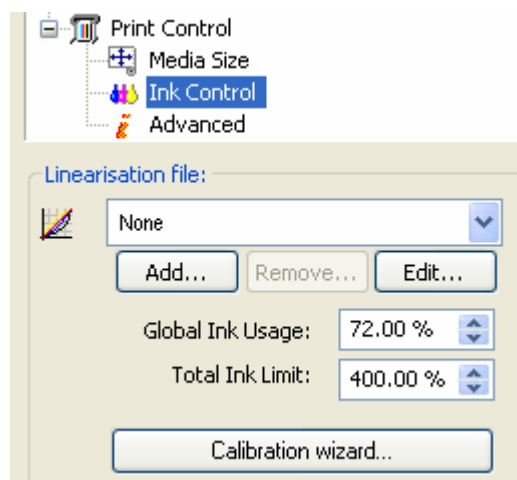 Print Control
Media Size
Ink Control
Advanced
Linearisation file:
None
Add... Remove... Edit...
Global Ink Usage: 72.00 %
Total Ink Limit: 400.00 %
Calibration wizard...